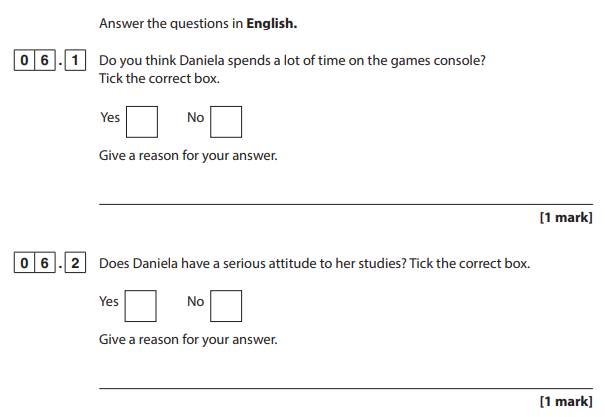 Answer the questions in English.
0 6 . 1 Do you think Daniela spends a lot of time on the games console?
Tick the correct box.
Yes No
Give a reason for your answer.
[1 mark]
0 6 . 2 Does Daniela have a serious attitude to her studies? Tick the correct box.
Yes No
Give a reason for your answer.
[1 mark]